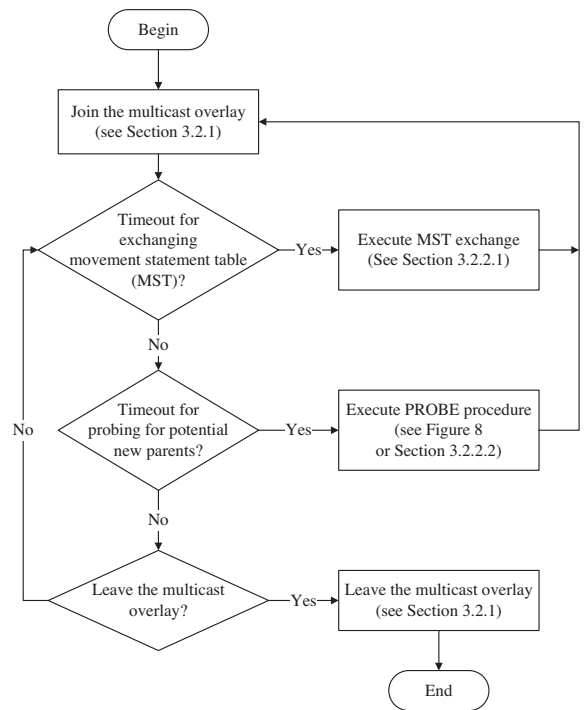 Begin
Join the multicast overlay
(see Section 3.2.1)
Timeout for
exchanging
movement statement table
(MST)?
Yes
Execute MST exchange
(See Section 3.2.2.1)
No
Timeout for
probing for potential
new parents?
Yes
Execute PROBE procedure
(see Figure 8
or Section 3.2.2.2)
No
No
Leave the multicast
overlay?
Yes
Leave the multicast overlay
(see Section 3.2.1)
End